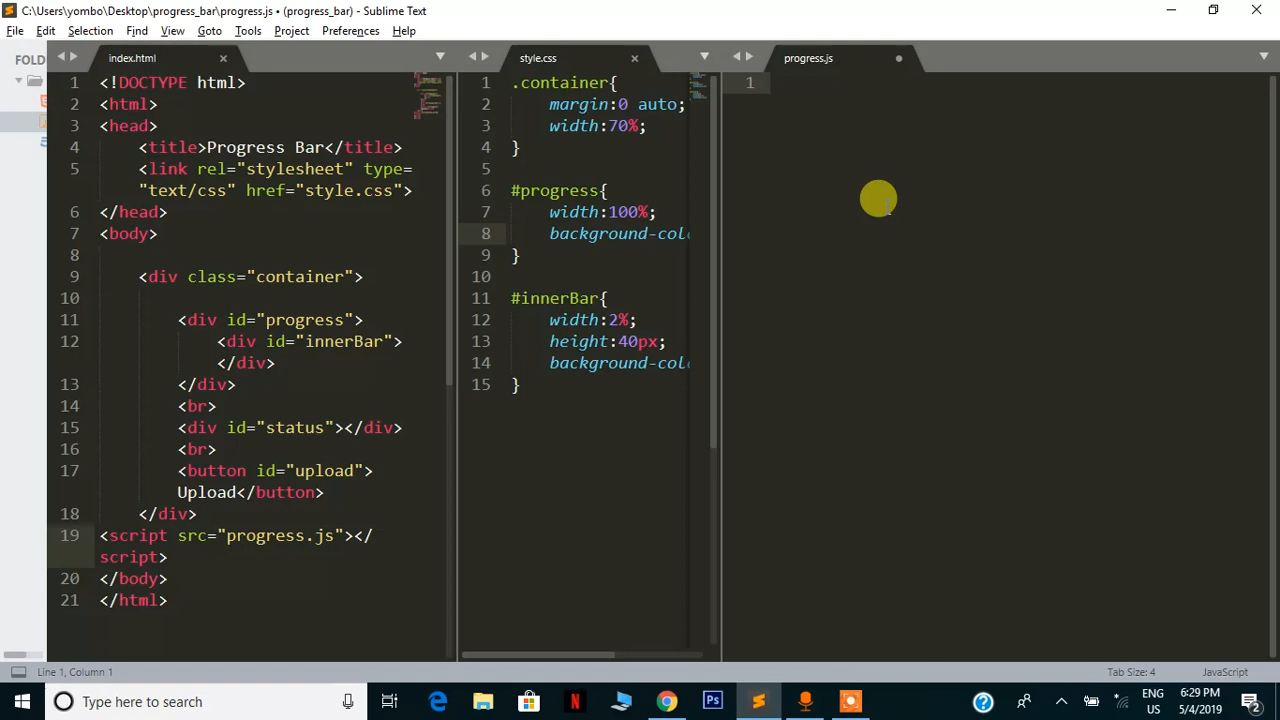 C:\Users\yombo\Desktop\progress_bar\progress.js • (progress_bar) - Sublime Text
File Edit Selection Find View Goto Tools Project Preferences Help
FOLD
index.html
1 <!DOCTYPE html>
2 <html>
3 <head>
4 <title>Progress Bar</title>
5 <link rel="stylesheet" type=
"text/css" href="style.css">
6 </head>
7 <body>
8
9 <div class="container">
10
11 <div id="progress">
12 <div id="innerBar">
</div>
13 </div>
14 <br>
15 <div id="status"></div>
16 <br>
17 <button id="upload">
Upload</button>
18 </div>
19 <script src="progress.js"></
script>
20 </body>
21 </html>
style.css
1 .container{
2 margin:0 auto;
3 width:70%;
4 }
5
6 #progress{
7 width:100%;
8 background-col
9 }
10
11 #innerBar{
12 width:2%;
13 height:40px;
14 background-col
15 }
progress.js
1
Line 1, Column 1
Tab Size: 4
JavaScript
Type here to search
Ps
ENG
US
6:29 PM
5/4/2019
2